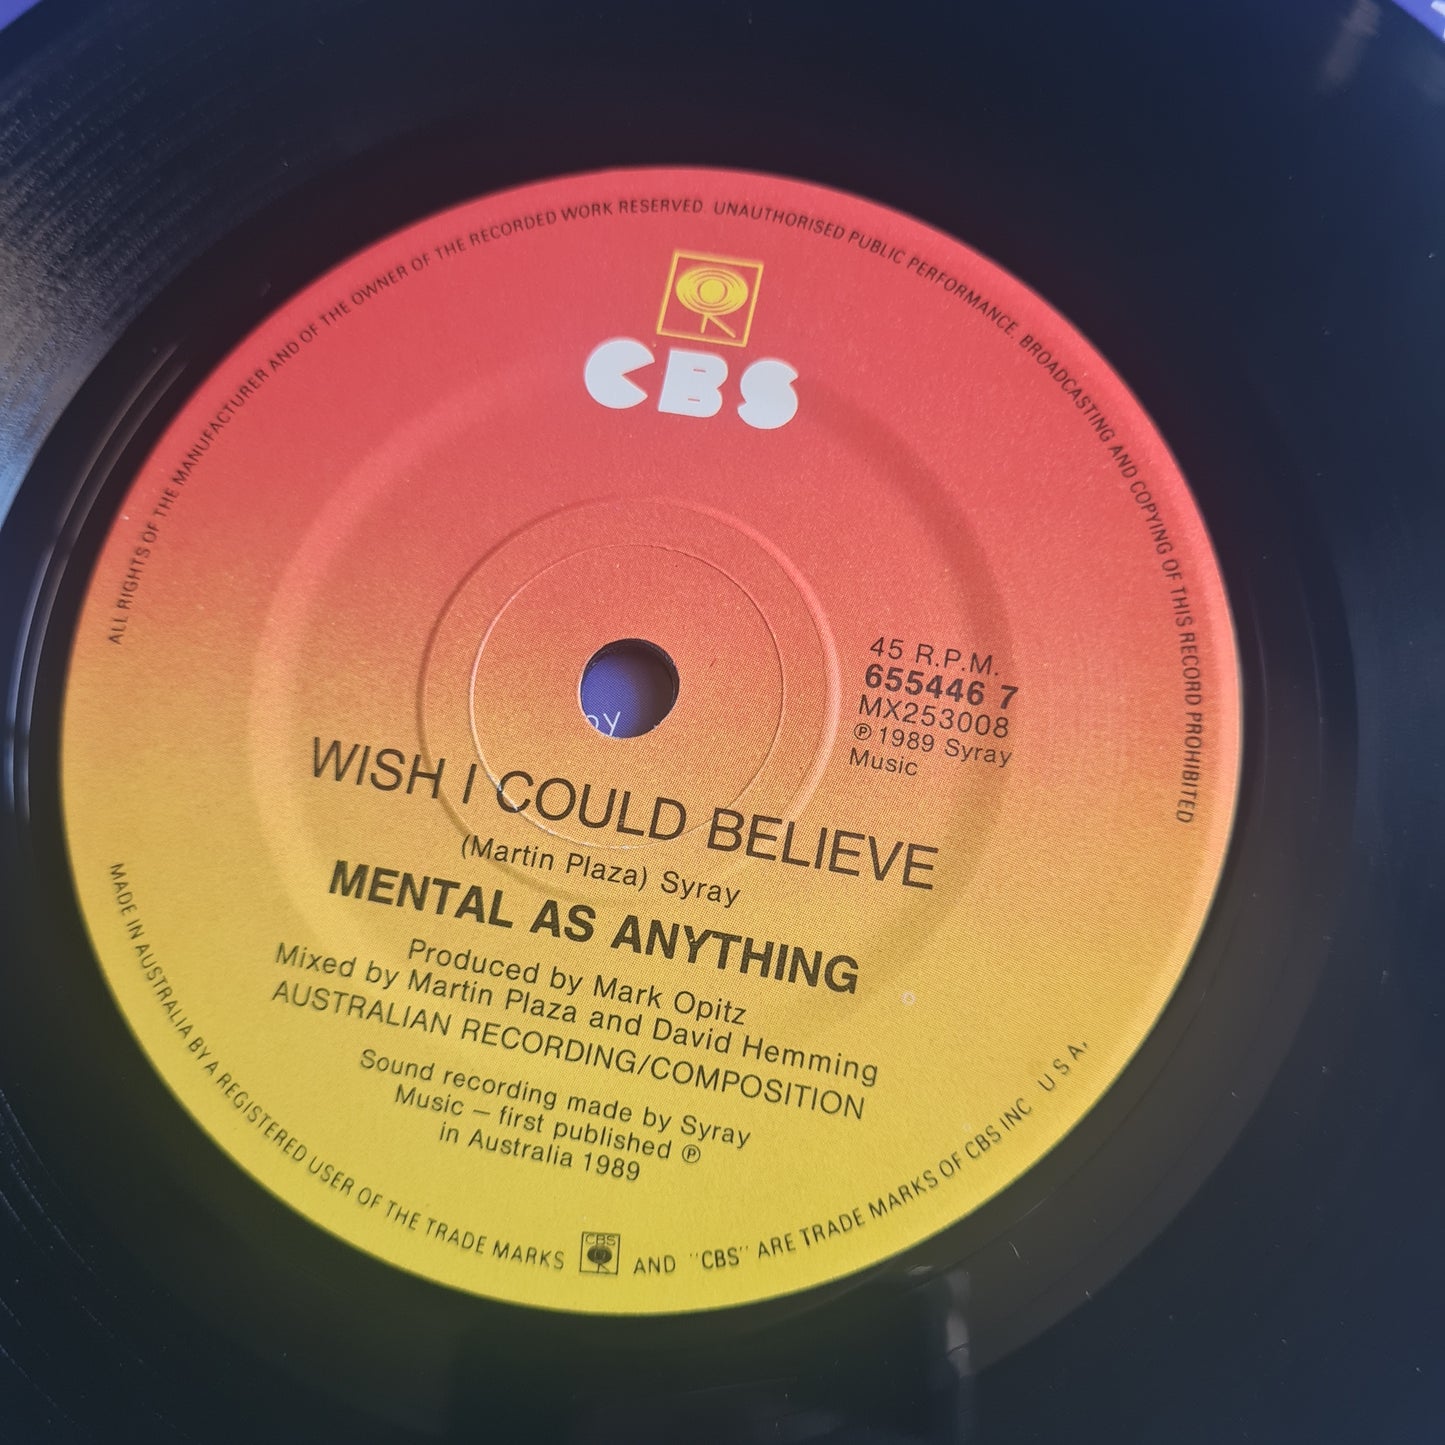 ALL RIGHTS OF THE MANUFACTURER AND OF THE OWNER OF THE RECORDED WORK RESERVED. UNAUTHORISED PUBLIC PERFORMANCE, BROADCASTING AND COPYING OF THIS RECORD PROHIBITED
CBS
45 R.P.M.
655446 7
MX253008
℗ 1989 Syray
Music
WISH I COULD BELIEVE
(Martin Plaza) Syray
MENTAL AS ANYTHING
Produced by Mark Opitz
Mixed by Martin Plaza and David Hemming
AUSTRALIAN RECORDING/COMPOSITION
Sound recording made by Syray
Music – first published ℗
in Australia 1989
MADE IN AUSTRALIA BY A REGISTERED USER OF THE TRADE MARKS CBS AND "CBS" ARE TRADE MARKS OF CBS INC U S A.